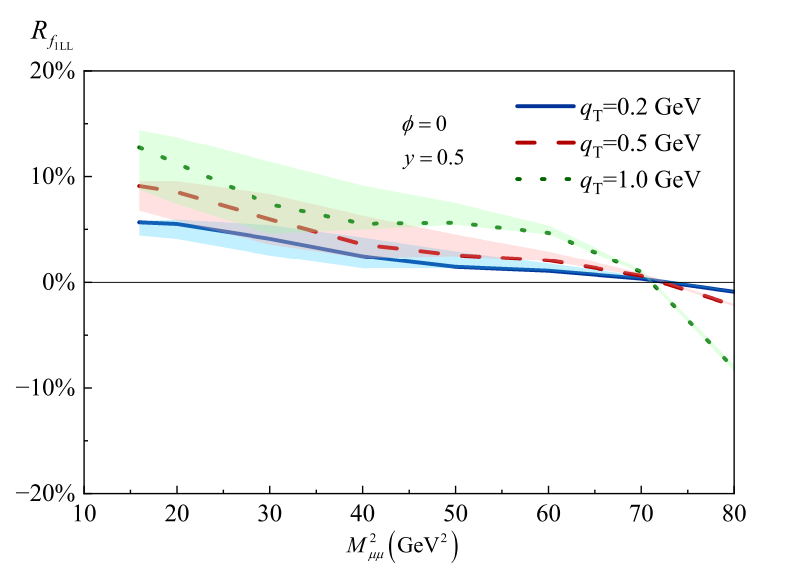 R_{f_{1LL}}
20%
10%
0%
−10%
−20%
ϕ = 0
y = 0.5
q_T=0.2 GeV
q_T=0.5 GeV
q_T=1.0 GeV
10 20 30 40 50 60 70 80
M²_{μμ} (GeV²)